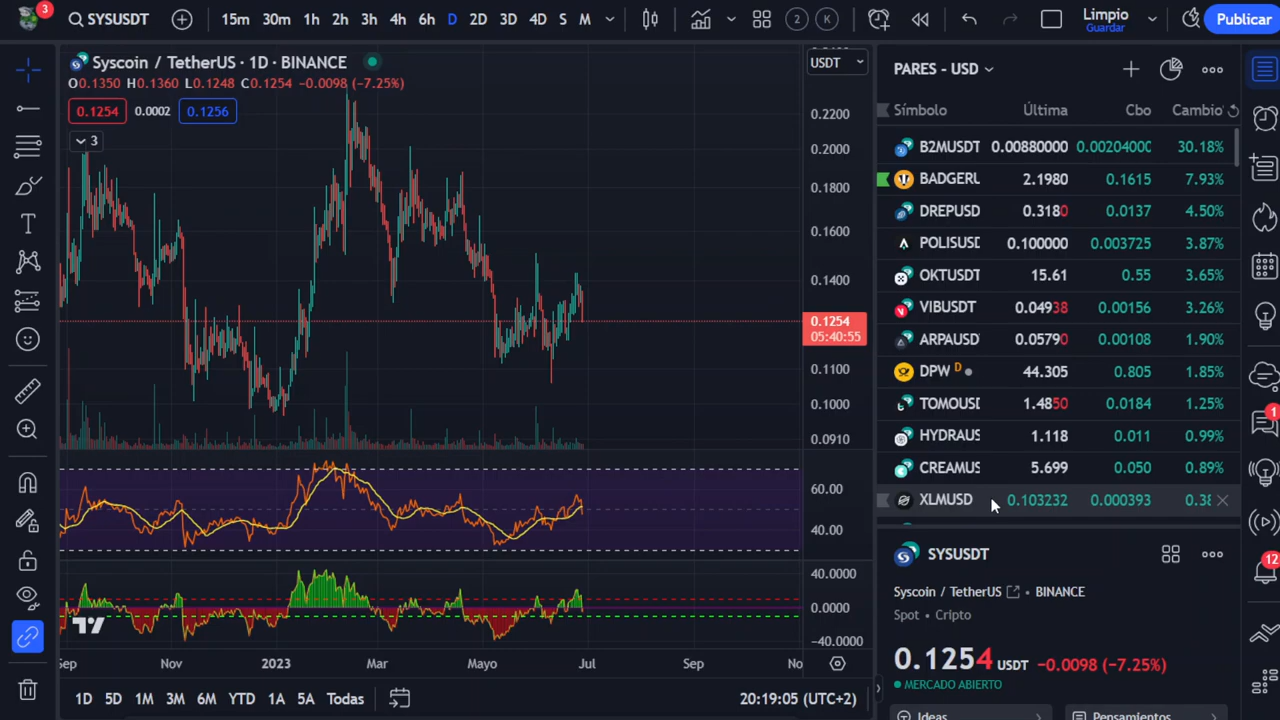 3
SYSUSDT
15m 30m 1h 2h 3h 4h 6h D 2D 3D 4D S M
2 K
Limpio
Guardar
Publicar
Syscoin / TetherUS · 1D · BINANCE
O0.1350 H0.1360 L0.1248 C0.1254 −0.0098 (−7.25%)
0.1254 0.0002 0.1256
3
USDT
0.2200
0.2000
0.1800
0.1600
0.1400
0.1254
05:40:55
0.1100
0.1000
0.0910
60.00
40.00
40.0000
0.0000
−40.0000
Sep Nov 2023 Mar Mayo Jul Sep No
1D 5D 1M 3M 6M YTD 1A 5A Todas
20:19:05 (UTC+2)
PARES - USD
Símbolo Última Cbo Cambio
B2MUSDT 0.00880000 0.00204000 30.18%
BADGERU 2.1980 0.1615 7.93%
DREPUSD 0.3180 0.0137 4.50%
POLISUSD 0.100000 0.003725 3.87%
OKTUSDT 15.61 0.55 3.65%
VIBUSDT 0.04938 0.00156 3.26%
ARPAUSD 0.05790 0.00108 1.90%
DPW D 44.305 0.805 1.85%
TOMOUSD 1.4850 0.0184 1.25%
HYDRAUS 1.118 0.011 0.99%
CREAMUS 5.699 0.050 0.89%
XLMUSD 0.103232 0.000393 0.38
SYSUSDT
Syscoin / TetherUS • BINANCE
Spot • Cripto
0.1254 USDT −0.0098 (−7.25%)
MERCADO ABIERTO
Ideas
Pensamientos
1
12